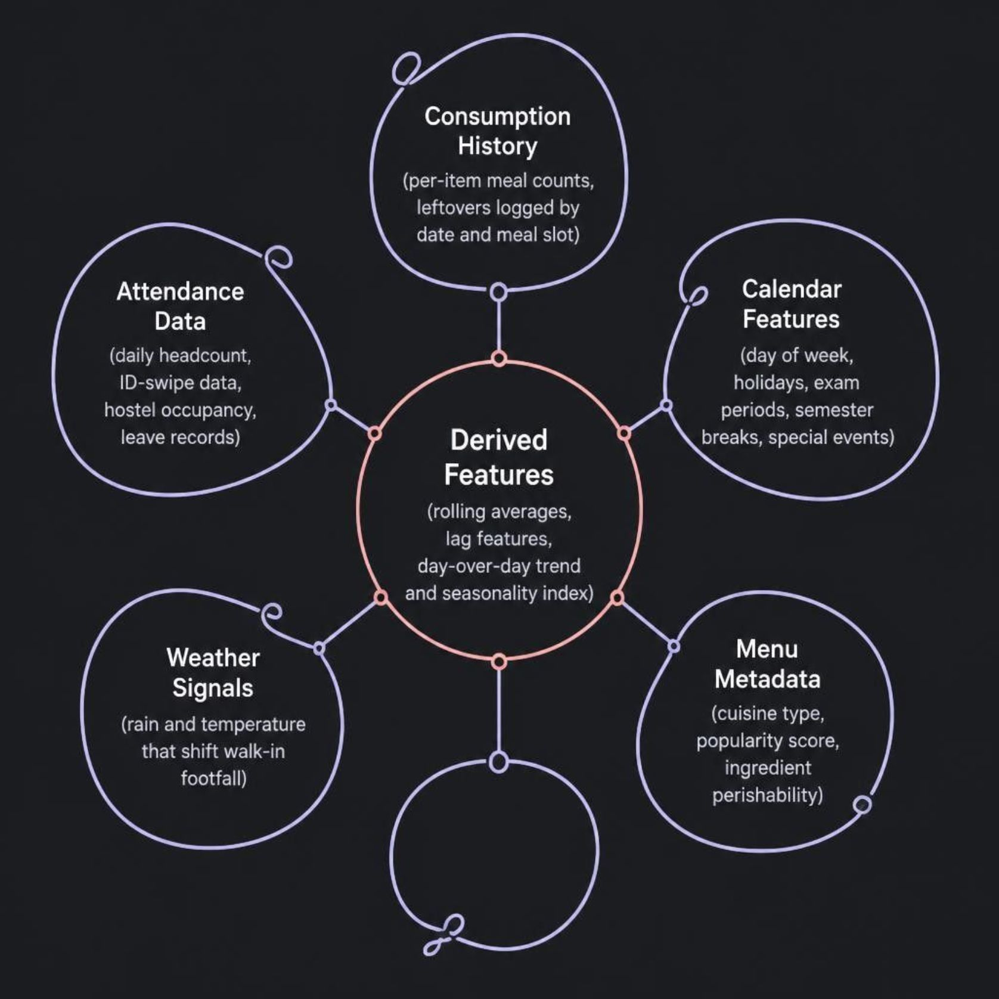 Consumption
History
(per-item meal counts,
leftovers logged by
date and meal slot)
Attendance
Data
(daily headcount,
ID-swipe data,
hostel occupancy,
leave records)
Calendar
Features
(day of week,
holidays, exam
periods, semester
breaks, special events)
Derived
Features
(rolling averages,
lag features,
day-over-day trend
and seasonality index)
Weather
Signals
(rain and temperature
that shift walk-in
footfall)
Menu
Metadata
(cuisine type,
popularity score,
ingredient
perishability)